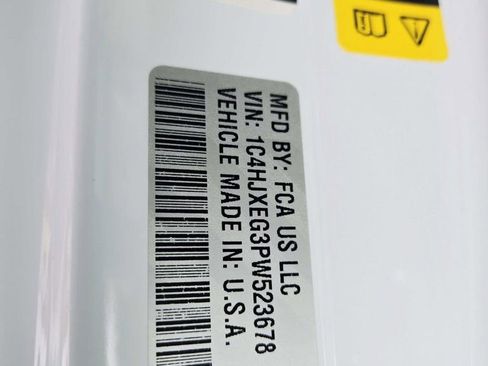 MFD BY: FCA US LLC
VIN: 1C4HJXEG3PW523678
VEHICLE MADE IN: U.S.A.